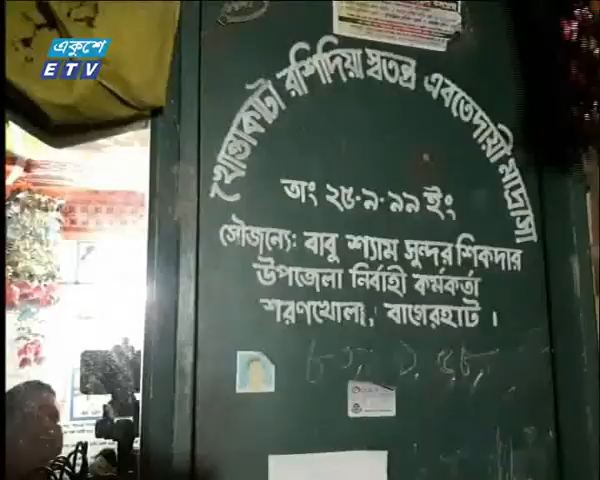 একুশে
ETV
খোন্তাকাটা রশিদিয়া স্বতন্ত্র এবতেদায়ী মাদ্রাসা
তাং ২৫-৯-৯৯ ইং
সৌজন্যে: বাবু শ্যাম সুন্দর শিকদার
উপজেলা নির্বাহী কর্মকর্তা
শরণখোলা, বাগেরহাট ।